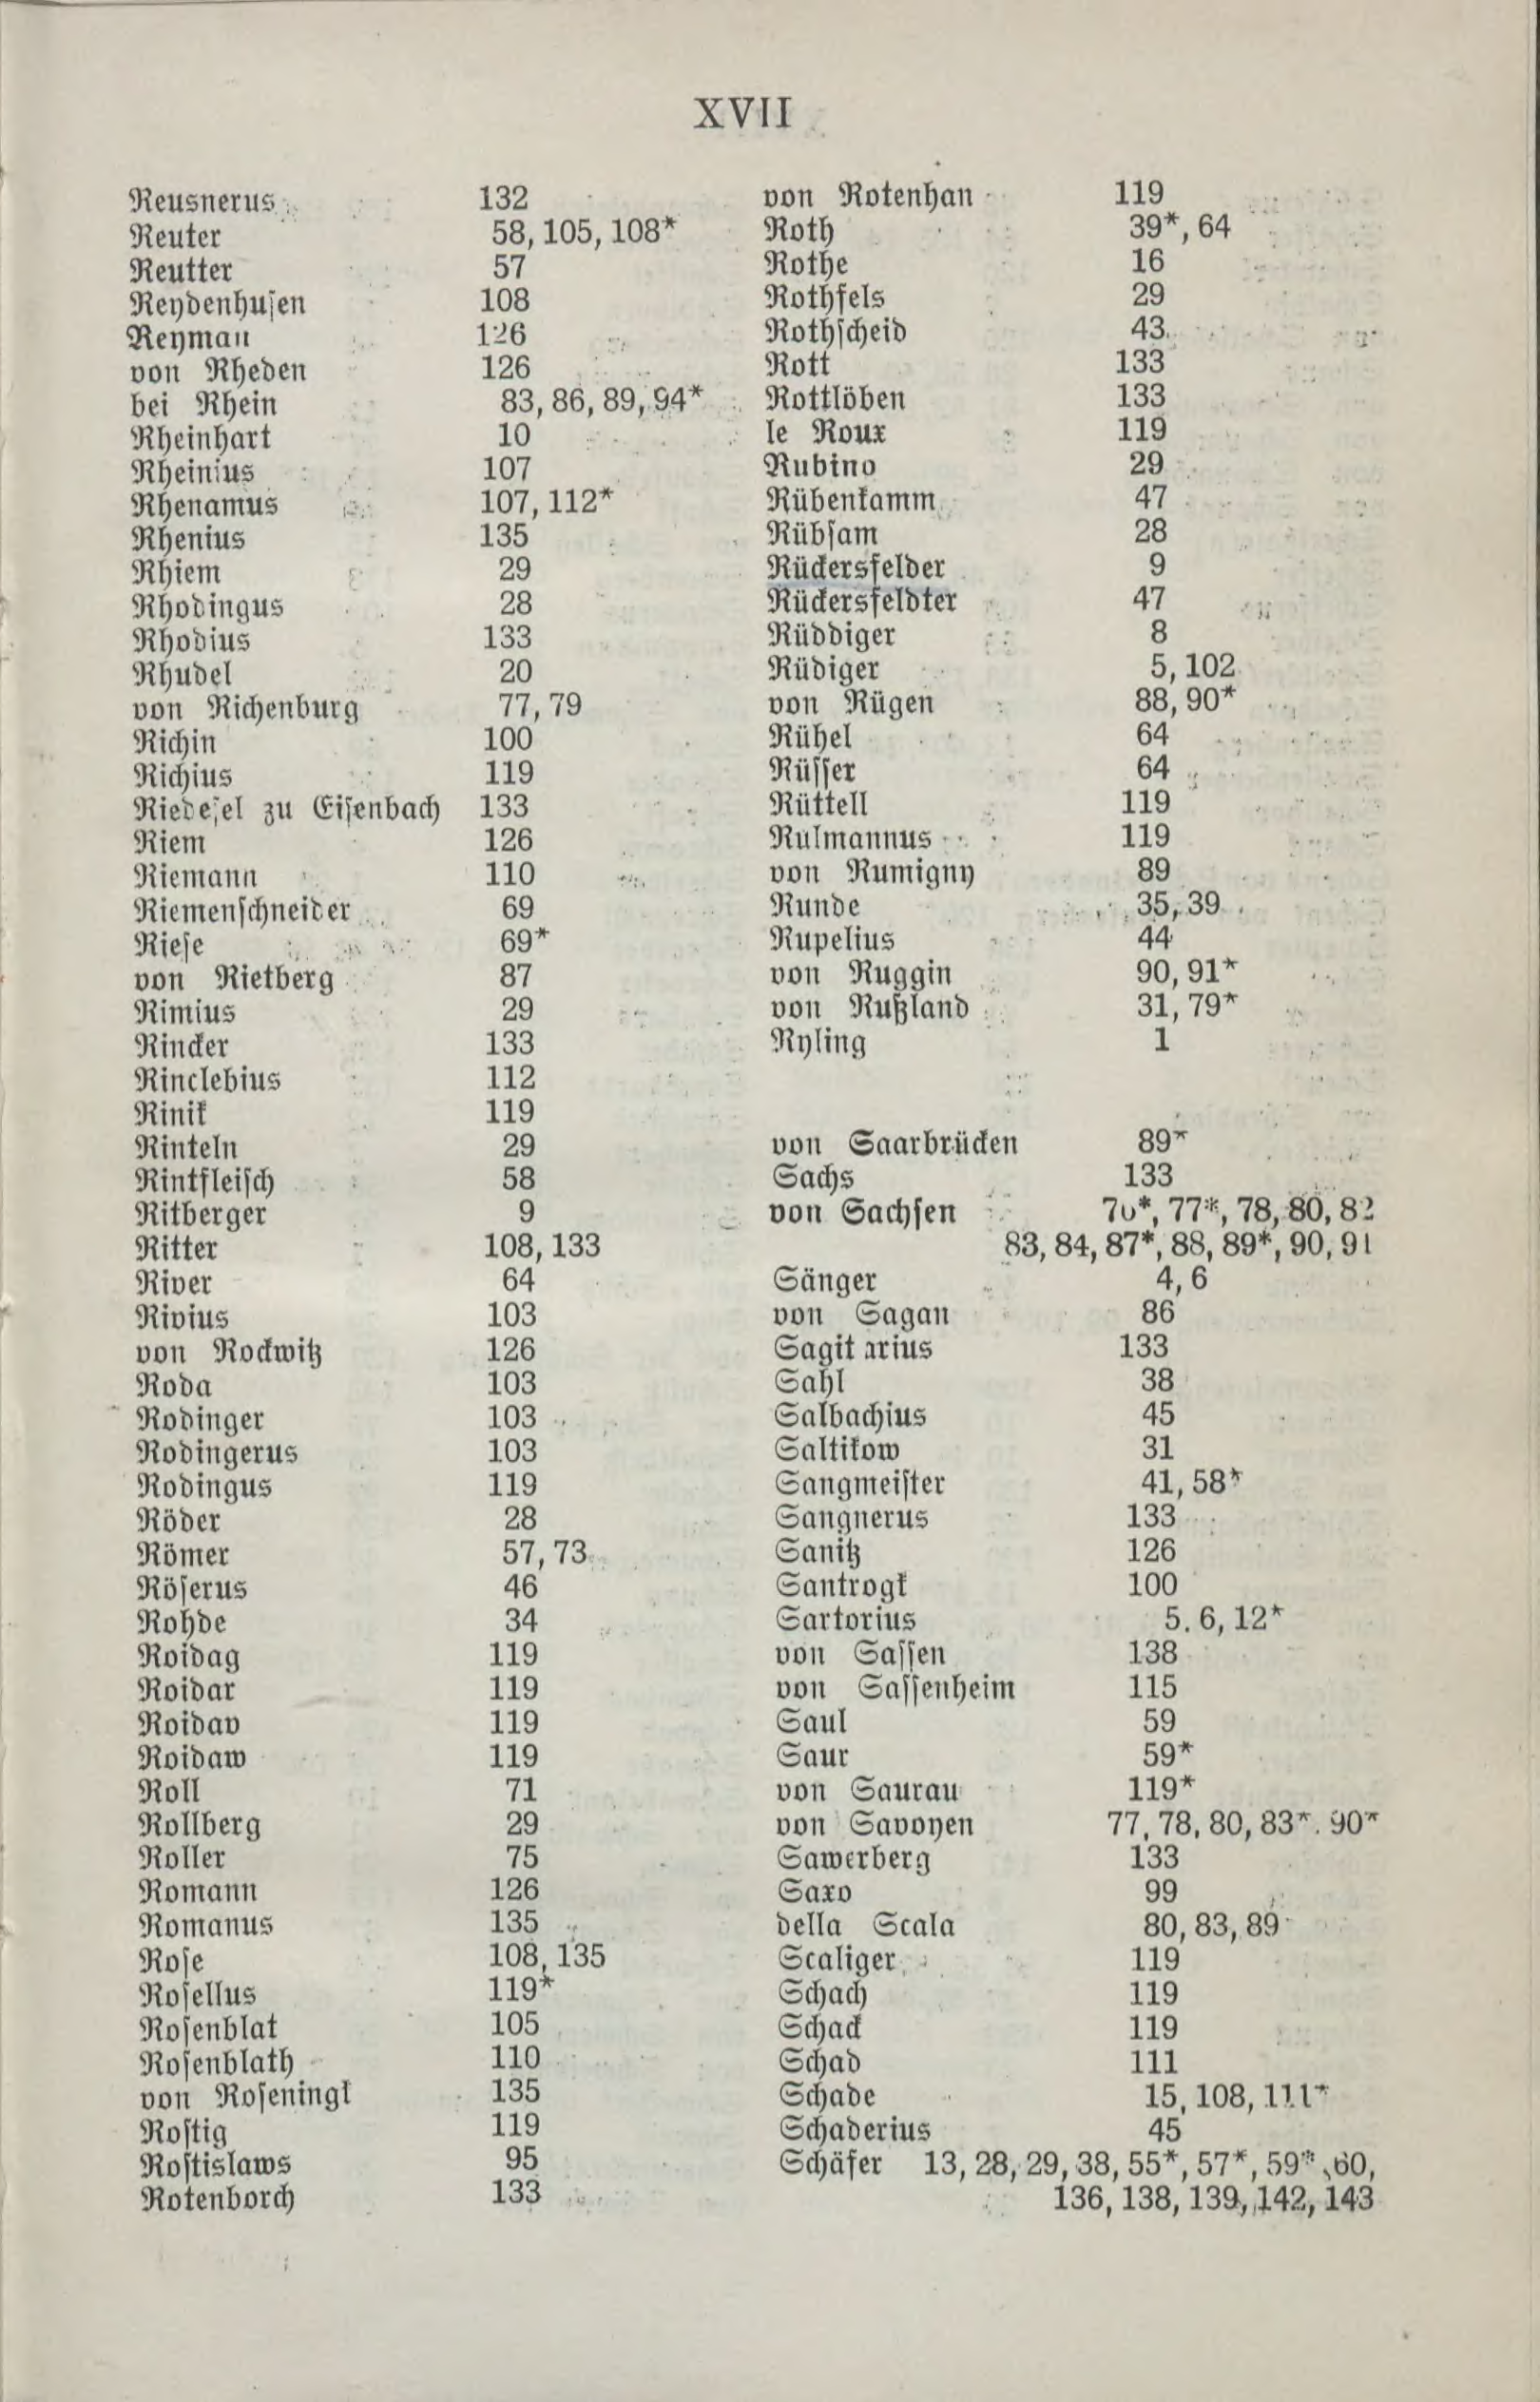 XVII
Reusnerus 132
Reuter 58, 105, 108*
Reutter 57
Reydenhusen 108
Reyman 126
von Rheden 126
bei Rhein 83, 86, 89, 94*
Rheinhart 10
Rheinius 107
Rhenamus 107, 112*
Rhenius 135
Rhiem 29
Rhodingus 28
Rhodius 133
Rhudel 20
von Richenburg 77, 79
Richin 100
Richius 119
Riedesel zu Eisenbach 133
Riem 126
Riemann 110
Riemenschneider 69
Riese 69*
von Rietberg 87
Rimius 29
Rincker 133
Rinclebius 112
Rinik 119
Rinteln 29
Rintfleisch 58
Ritberger 9
Ritter 108, 133
River 64
Rivius 103
von Rockwitz 126
Roda 103
Rodinger 103
Rodingerus 103
Rodingus 119
Röder 28
Römer 57, 73
Röserus 46
Rohde 34
Roidag 119
Roidar 119
Roidav 119
Roidaw 119
Roll 71
Rollberg 29
Roller 75
Romann 126
Romanus 135
Rose 108, 135
Rosellus 119*
Rosenblat 105
Rosenblath 110
von Roseningk 135
Rostig 119
Rostislaws 95
Rotenborch 133
von Rotenhan 119
Roth 39*, 64
Rothe 16
Rothfels 29
Rothscheid 43
Rott 133
Rottlöben 133
le Roux 119
Rubino 29
Rübenkamm 47
Rübsam 28
Rückersfelder 9
Rückersfeldter 47
Rüddiger 8
Rüdiger 5, 102
von Rügen 88, 90*
Rühel 64
Rüsser 64
Rüttell 119
Rulmannus 119
von Rumigny 89
Runde 35, 39
Rupelius 44
von Ruggin 90, 91*
von Rußland 31, 79*
Ryling 1
von Saarbrücken 89*
Sachs 133
von Sachsen 76*, 77*, 78, 80, 82
83, 84, 87*, 88, 89*, 90, 91
Sänger 4, 6
von Sagan 86
Sagit arius 133
Sahl 38
Salbachius 45
Saltikow 31
Sangmeister 41, 58*
Sangnerus 133
Sanitz 126
Santrogk 100
Sartorius 5. 6, 12*
von Sassen 138
von Sassenheim 115
Saul 59
Saur 59*
von Saurau 119*
von Savoyen 77, 78, 80, 83*. 90*
Sawerberg 133
Saxo 99
della Scala 80, 83, 89
Scaliger 119
Schach 119
Schack 119
Schad 111
Schade 15, 108, 111*
Schaderius 45
Schäfer 13, 28, 29, 38, 55*, 57*, 59*, 60,
136, 138, 139, 142, 143